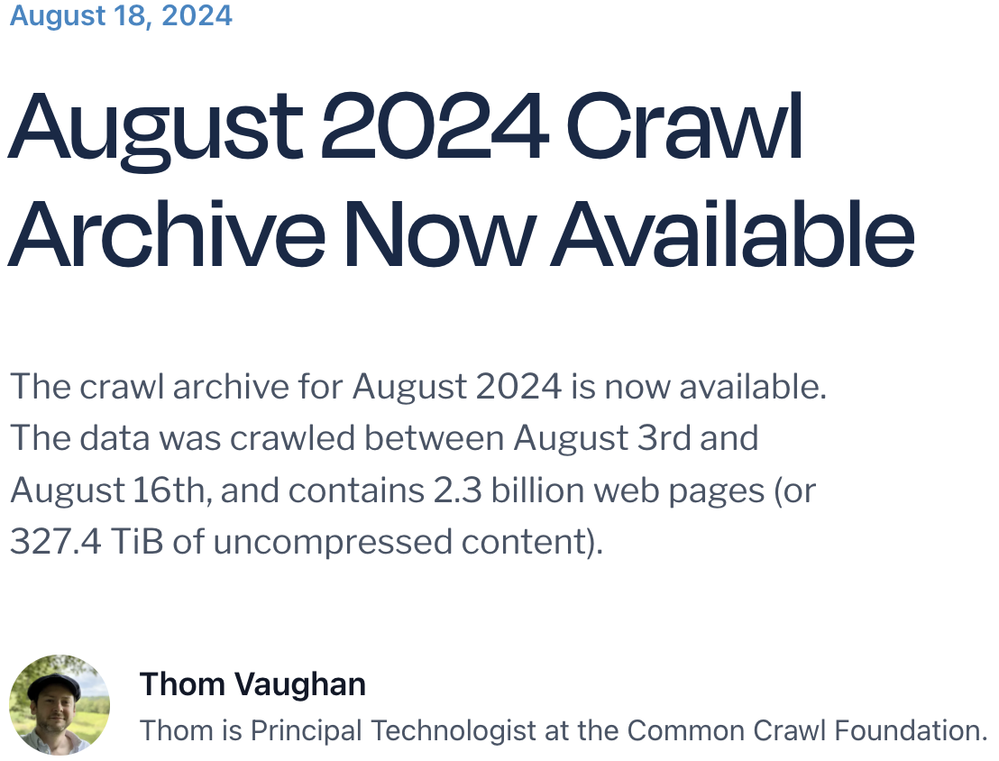 August 18, 2024
August 2024 Crawl
Archive Now Available
The crawl archive for August 2024 is now available.
The data was crawled between August 3rd and
August 16th, and contains 2.3 billion web pages (or
327.4 TiB of uncompressed content).
Thom Vaughan
Thom is Principal Technologist at the Common Crawl Foundation.